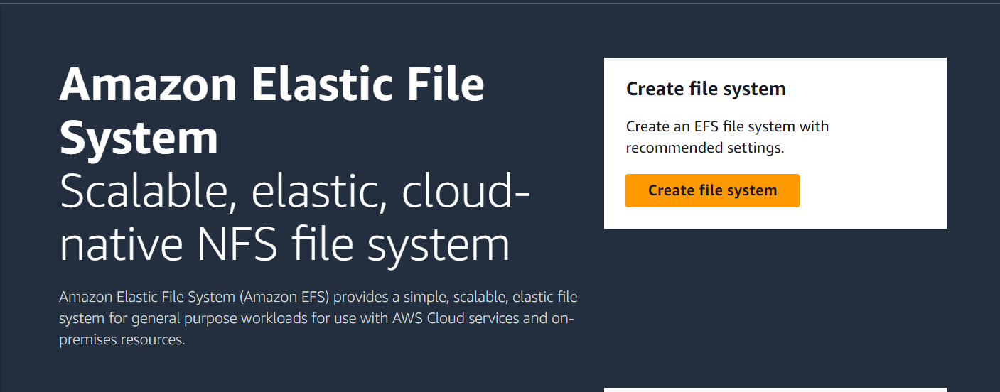 Amazon Elastic File
System
Scalable, elastic, cloud-
native NFS file system
Amazon Elastic File System (Amazon EFS) provides a simple, scalable, elastic file
system for general purpose workloads for use with AWS Cloud services and on-
premises resources.
Create file system
Create an EFS file system with
recommended settings.
Create file system